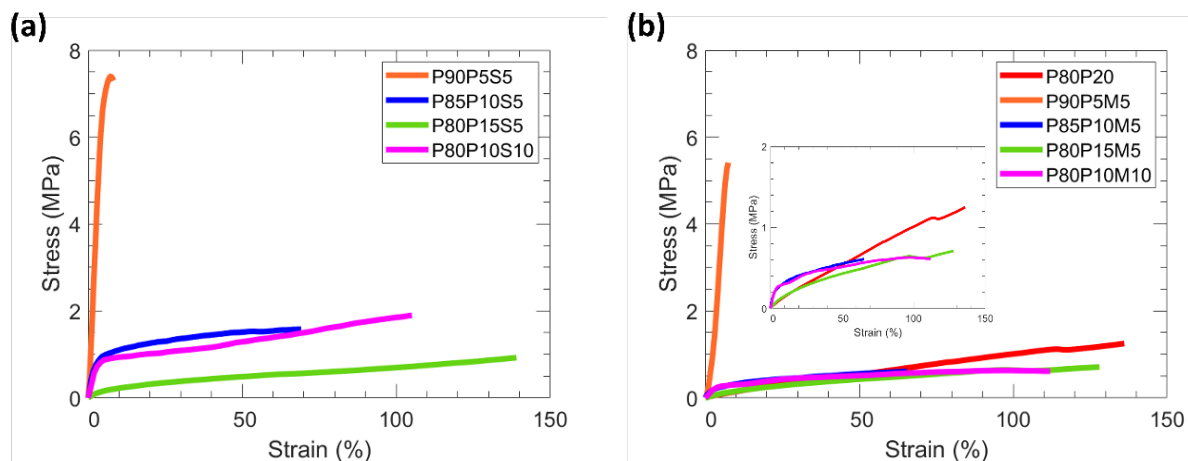 (a)
8
6
4
2
0
Stress (MPa)
0 50 100 150
Strain (%)
P90P5S5
P85P10S5
P80P15S5
P80P10S10
(b)
8
6
4
2
0
Stress (MPa)
0 50 100 150
Strain (%)
P80P20
P90P5M5
P85P10M5
P80P15M5
P80P10M10
2
1
0
Stress (MPa)
0 50 100 150
Strain (%)